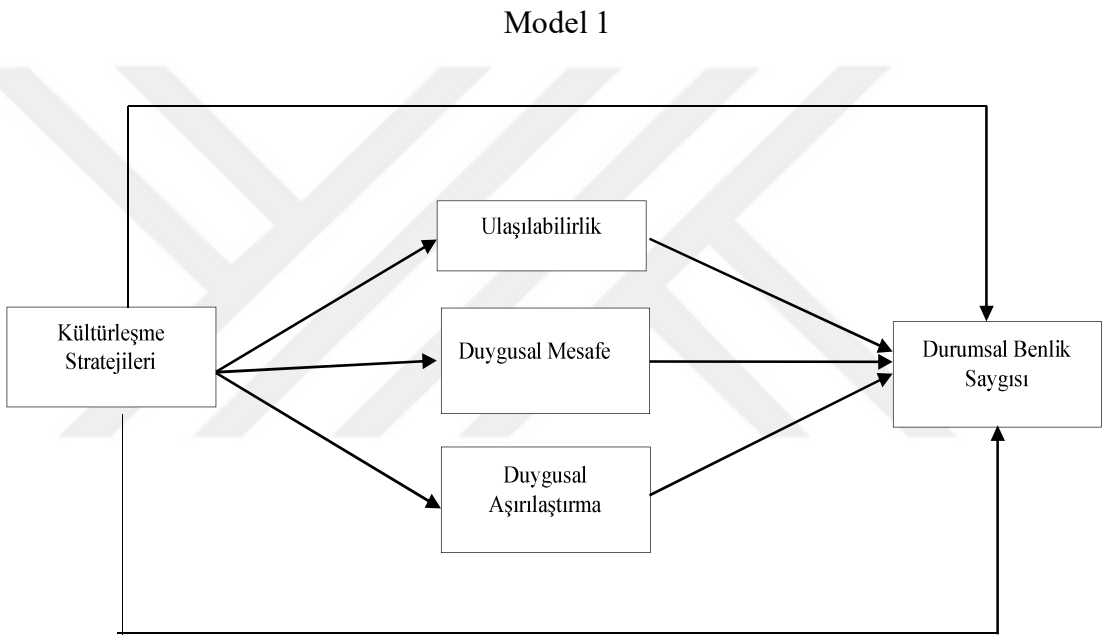 Model 1
Ulaşılabilirlik
Kültürleşme
Stratejileri
Duygusal Mesafe
Durumsal Benlik
Saygısı
Duygusal
Aşırılaştırma